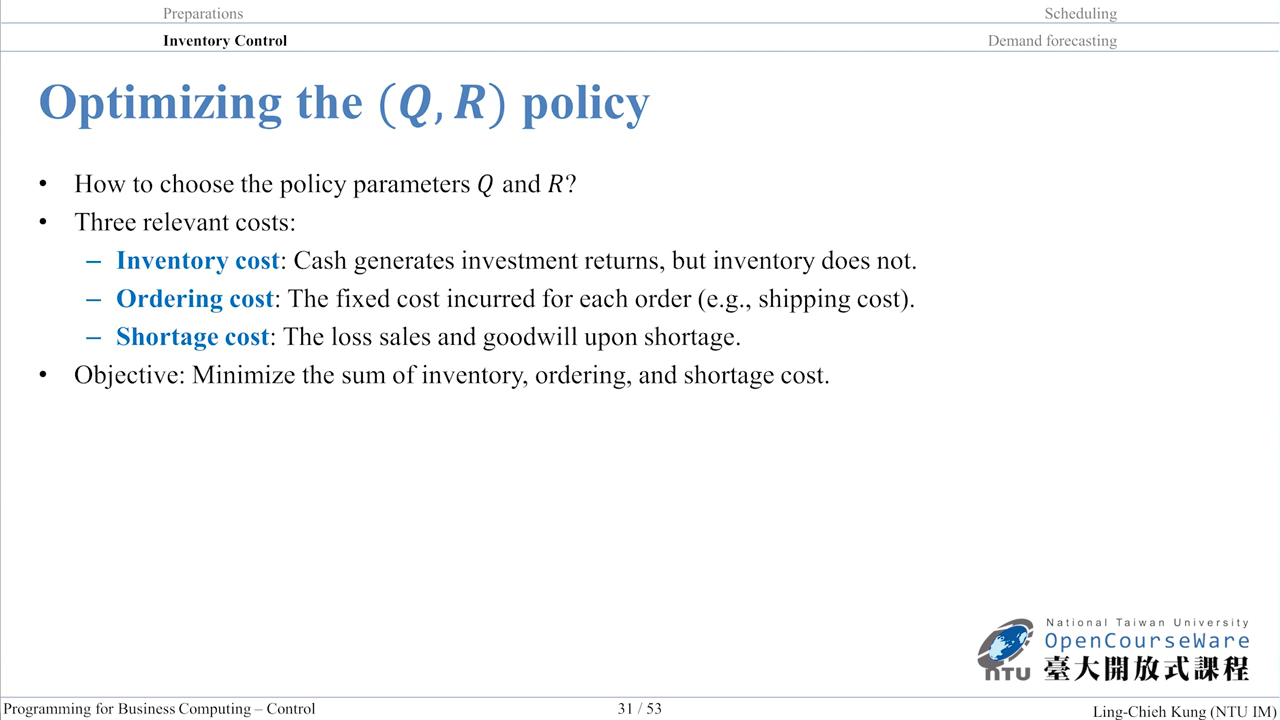 Preparations
Scheduling
Inventory Control
Demand forecasting
Optimizing the (Q, R) policy
• How to choose the policy parameters Q and R?
• Three relevant costs:
– Inventory cost: Cash generates investment returns, but inventory does not.
– Ordering cost: The fixed cost incurred for each order (e.g., shipping cost).
– Shortage cost: The loss sales and goodwill upon shortage.
• Objective: Minimize the sum of inventory, ordering, and shortage cost.
National Taiwan University
OpenCourseWare
NTU 臺大開放式課程
Programming for Business Computing – Control
31 / 53
Ling-Chieh Kung (NTU IM)